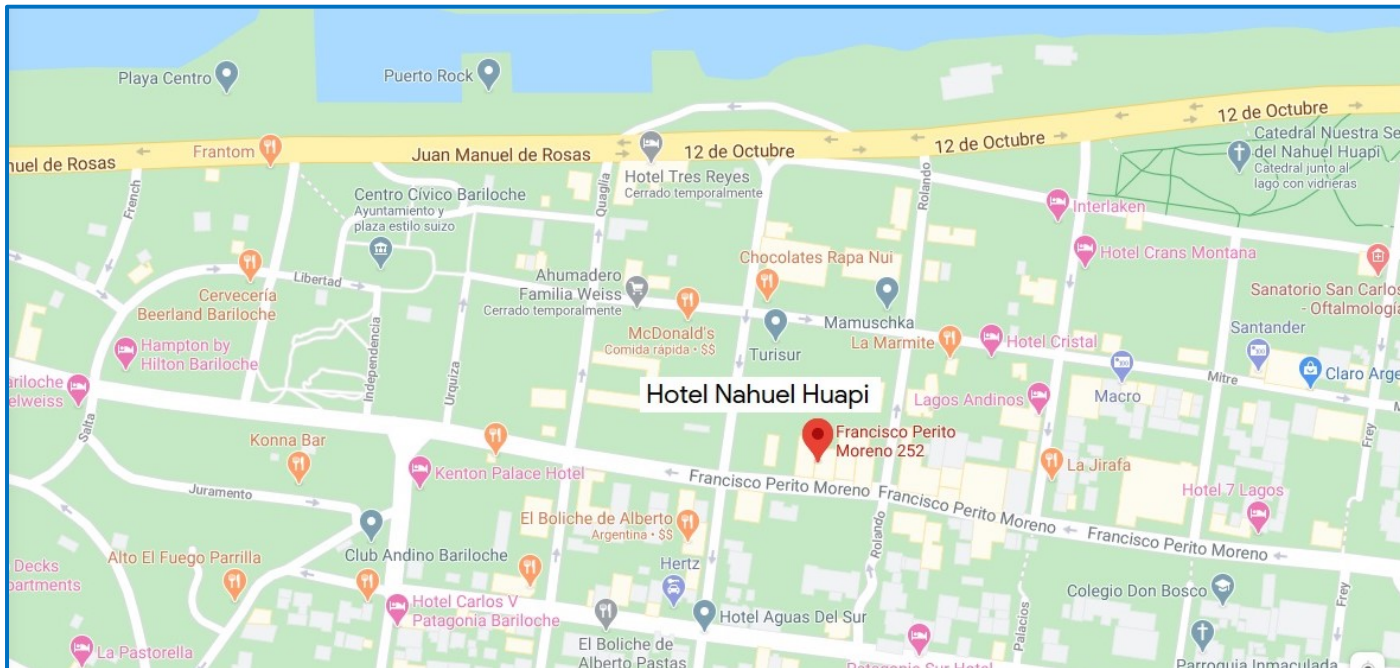 Playa Centro
Puerto Rock
12 de Octubre
nuel de Rosas
Frantom
Juan Manuel de Rosas
12 de Octubre
12 de Octubre
Catedral Nuestra Se
del Nahuel Huapi
Catedral junto al
lago con vidrieras
Hotel Tres Reyes
Cerrado temporalmente
French
Quaglia
Rolando
Centro Cívico Bariloche
Ayuntamiento y
plaza estilo suizo
Interlaken
Hotel Crans Montana
Chocolates Rapa Nui
Libertad
Ahumadero
Familia Weiss
Cerrado temporalmente
Cervecería
Beerland Bariloche
Sanatorio San Carlos
- Oftalmología
McDonald's
Comida rápida • $$
Mamuschka
Turisur
La Marmite
Hotel Cristal
Santander
Hampton by
Hilton Bariloche
Independencia
Urquiza
Macro
Mitre
Claro Arge
ariloche
elweiss
Hotel Nahuel Huapi
Lagos Andinos
Salta
Konna Bar
Francisco Perito
Moreno 252
Frey
Kenton Palace Hotel
La Jirafa
Juramento
Francisco Perito Moreno
Francisco Perito Moreno
Hotel 7 Lagos
El Boliche de Alberto
Argentina • $$
Francisco Perito Moreno
Rolando
Club Andino Bariloche
Alto El Fuego Parrilla
Decks
partments
Hertz
Colegio Don Bosco
Frey
Hotel Carlos V
Patagonia Bariloche
Hotel Aguas Del Sur
Palacios
La Pastorella
El Boliche de
Alberto Pastas
Patagonia Sur Hotel
Parroquia Inmaculada